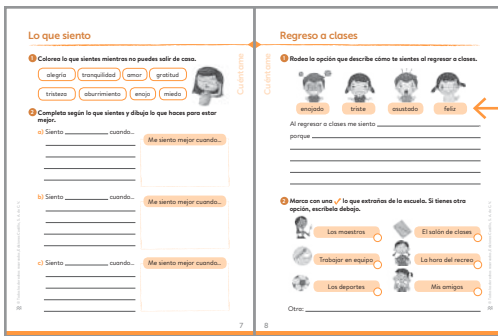 Lo que siento
1 Colorea lo que sientes mientras no puedes salir de casa.
alegría tranquilidad amor gratitud
tristeza aburrimiento enojo miedo
2 Completa según lo que sientes y dibuja lo que haces para estar
mejor.
a) Siento cuando...
Me siento mejor cuando...
b) Siento cuando...
Me siento mejor cuando...
c) Siento cuando...
Me siento mejor cuando...
Cuéntame
7
Regreso a clases
Cuéntame
1 Rodea la opción que describe cómo te sientes al regresar a clases.
enojado triste asustado feliz
Al regresar a clases me siento
porque
2 Marca con una ✓ lo que extrañas de la escuela. Si tienes otra
opción, escríbela debajo.
Los maestros El salón de clases
Trabajar en equipo La hora del recreo
Los deportes Mis amigos
Otro:
8